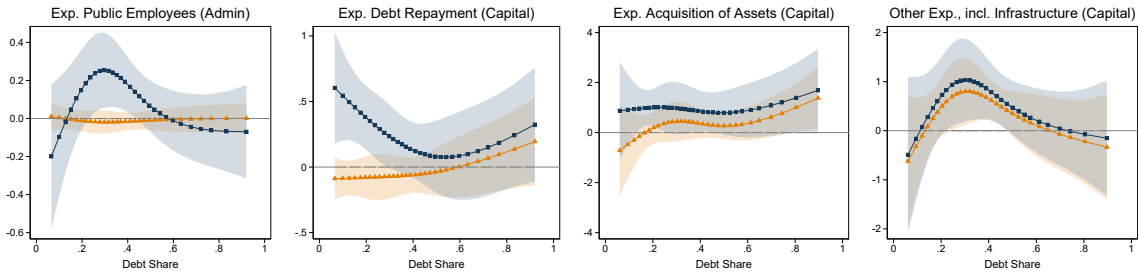 Exp. Public Employees (Admin)
0.4
0.2
0.0
-0.2
-0.4
-0.6
0 .2 .4 .6 .8 1
Debt Share
Exp. Debt Repayment (Capital)
1
.5
0
-.5
0 .2 .4 .6 .8 1
Debt Share
Exp. Acquisition of Assets (Capital)
4
2
0
-2
-4
0 .2 .4 .6 .8 1
Debt Share
Other Exp., incl. Infrastructure (Capital)
2
1
0
-1
-2
0 .2 .4 .6 .8 1
Debt Share